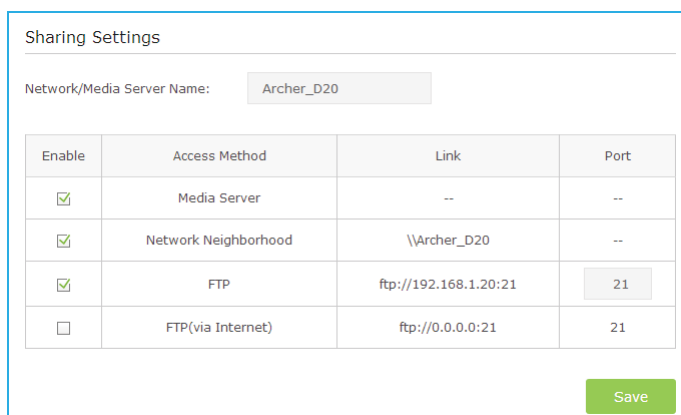 Sharing Settings
Network/Media Server Name: Archer_D20
Enable Access Method Link Port
Media Server -- --
Network Neighborhood \\Archer_D20 --
FTP ftp://192.168.1.20:21 21
FTP(via Internet) ftp://0.0.0.0:21 21
Save